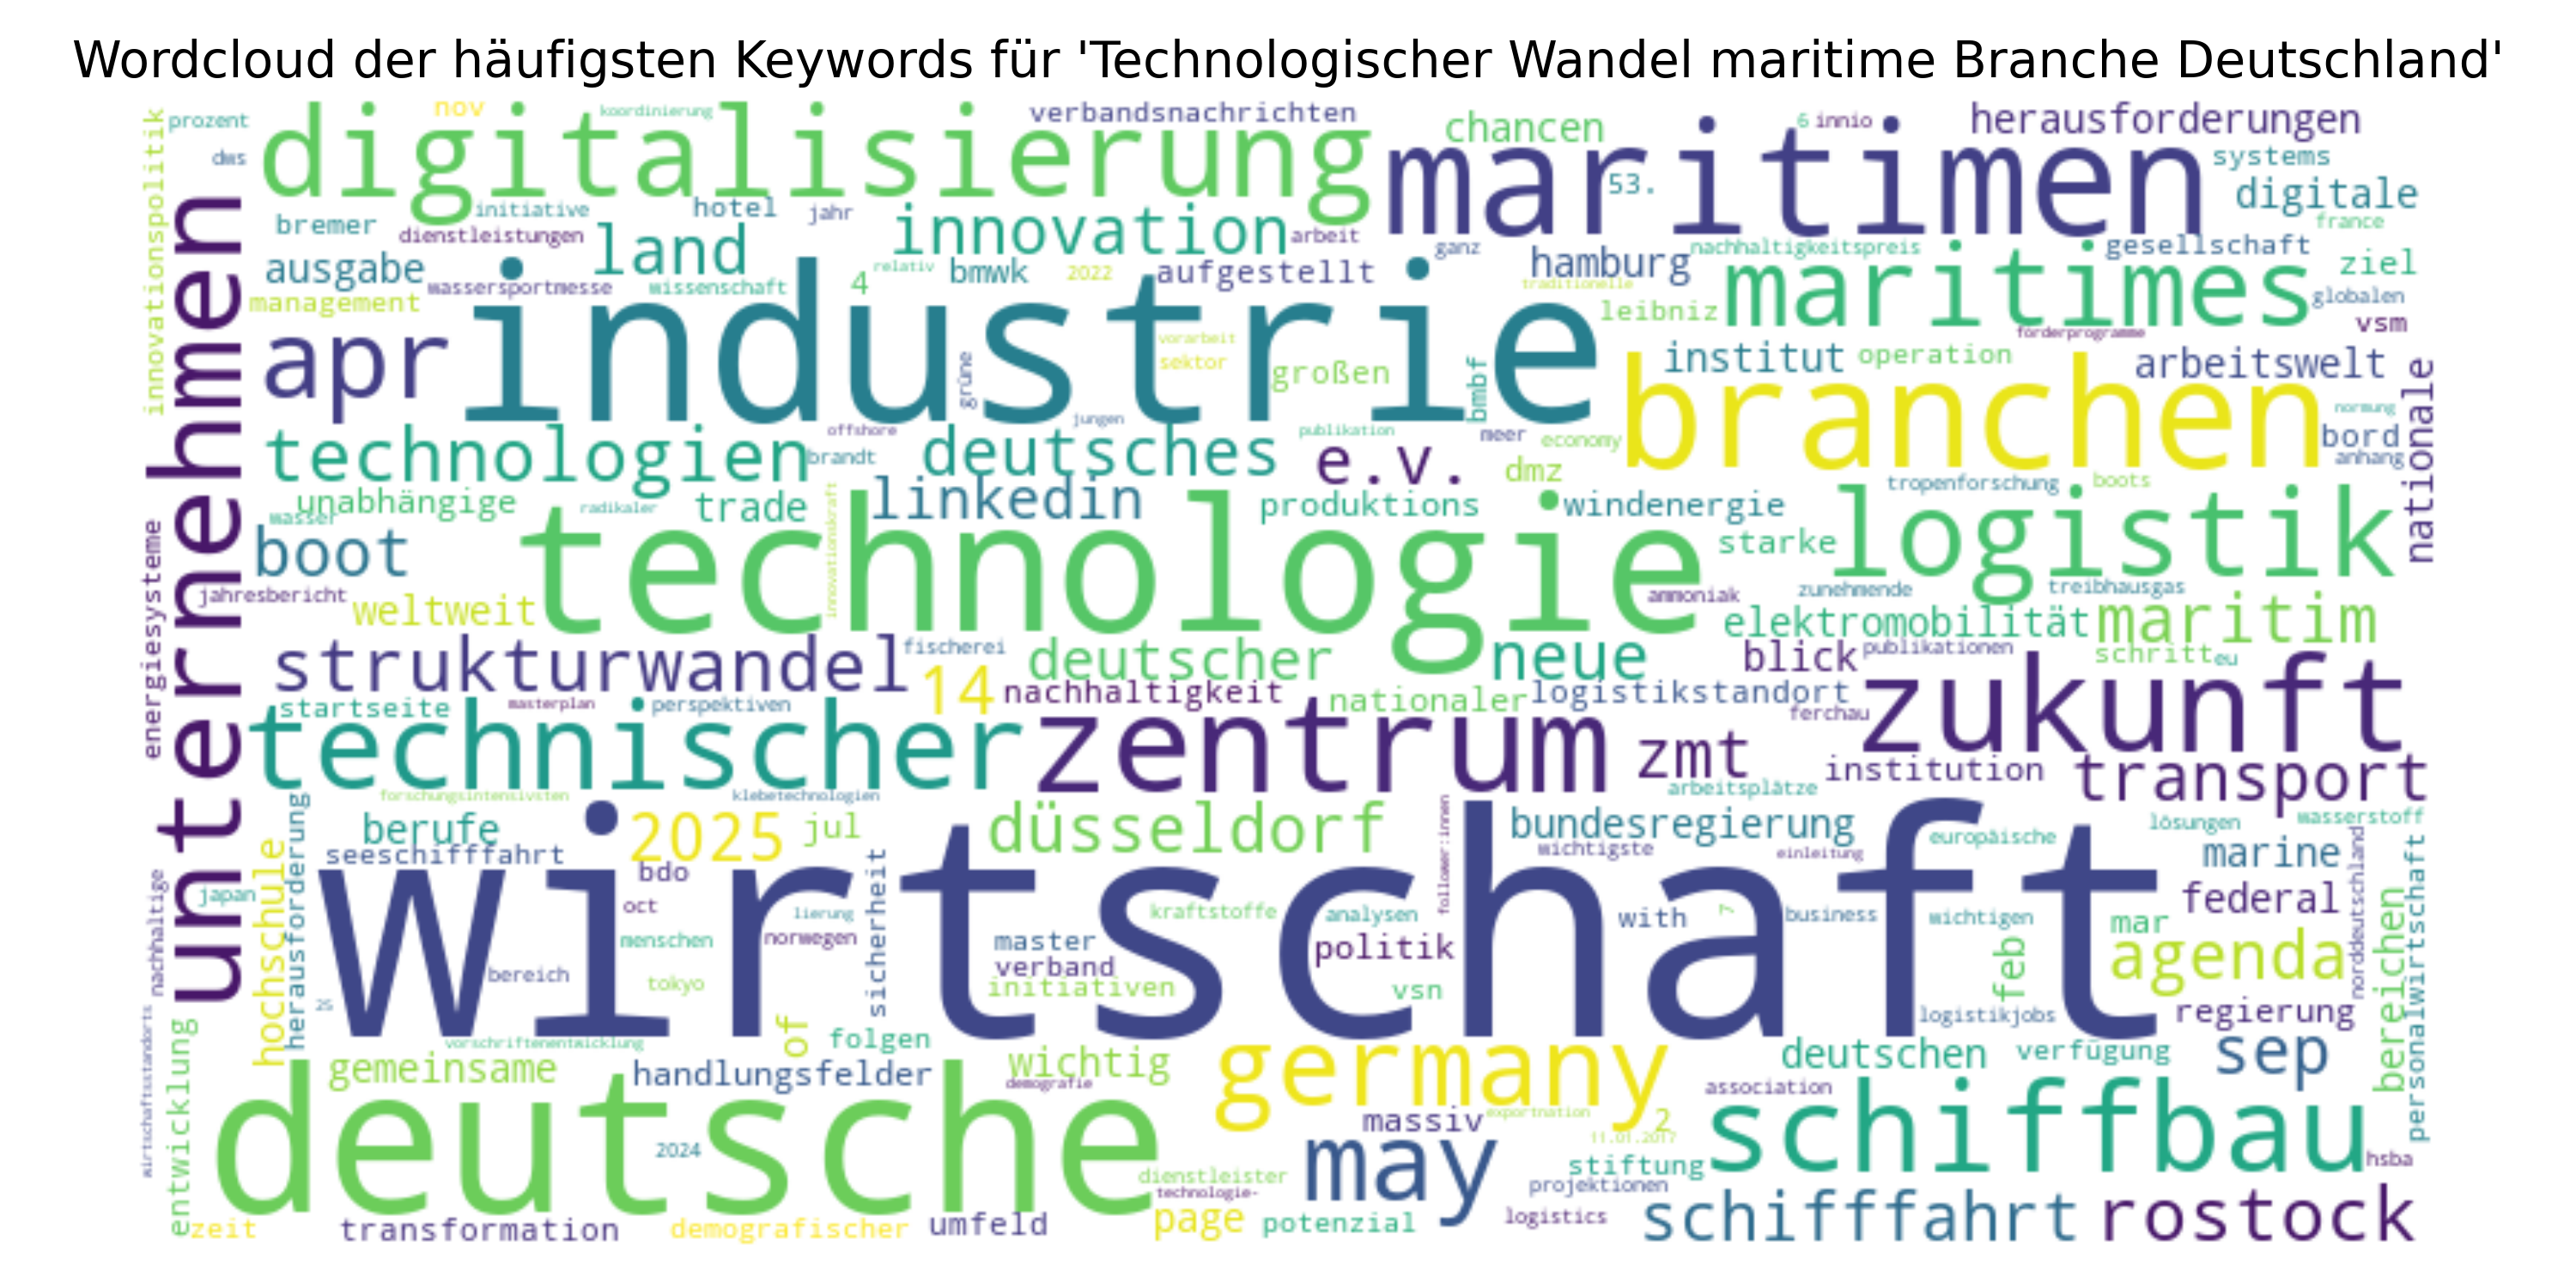 Wordcloud der häufigsten Keywords für 'Technologischer Wandel maritime Branche Deutschland'
innovationspolitik
prozent
nov
koordinierung
verbandsnachrichten
chancen
6
innio
herausforderungen
dws
digitalisierung
maritimen
53.
systems
digitale
unternehmen
initiative
hotel
jahr
france
bremer
dienstleistungen
land
innovation
arbeit
ganz
nachhaltigkeitspreis
gesellschaft
ausgabe
wassersportmesse
wissenschaft
4
relativ
bmwk
2022
aufgestellt
hamburg
traditionelle
maritimes
ziel
globalen
management
industrie
leibniz
vsm
förderprogramme
apr
grüne
vorarbeit
sektor
großen
bmbf
institut
operation
arbeitswelt
nationale
branchen
normung
jungen
offshore
publikation
meer
economy
bord
anhang
technologien
brandt
deutsches
e.v.
dmz
unabhängige
wasser
radikaler
trade
innovationskraft
linkedin
produktions
windenergie
tropenforschung
boots
energiesysteme
boot
technologie
starke
logistik
jahresbericht
weltweit
ammoniak
zunehmende
treibhausgas
elektromobilität
maritim
strukturwandel
fischerei
deutscher
neue
blick
publikationen
schritt
eu
14
nachhaltigkeit
nationaler
logistikstandort
zukunft
startseite
masterplan
perspektiven
ferchau
technischer
zentrum
zmt
institution
transport
forschungsintensivsten
klebetechnologien
arbeitsplätze
berufe
2025
jul
düsseldorf
follower:innen
bundesregierung
europäische
lösungen
wasserstoff
hochschule
herausforderung
seeschifffahrt
wirtschaft
wichtigste
einleitung
marine
norddeutschland
personalwirtschaft
nachhaltige
japan
bdo
oct
lierung
sicherheit
kraftstoffe
analysen
with
7
business
wichtigen
federal
mar
bereichen
menschen
norwegen
master
verband
politik
feb
agenda
bereich
tokyo
initiativen
vsn
25
logistikjobs
regierung
wirtschaftsstandorts
entwicklung
vorschriftenentwicklung
of
folgen
gemeinsame
handlungsfelder
wichtig
demografie
germany
deutschen
verfügung
sep
deutsche
massiv
exportnation
2
association
schiffbau
2024
11.01.2017
may
stiftung
hsba
dienstleister
technologie-
projektionen
zeit
transformation
demografischer
umfeld
page
potenzial
logistics
schifffahrt
rostock